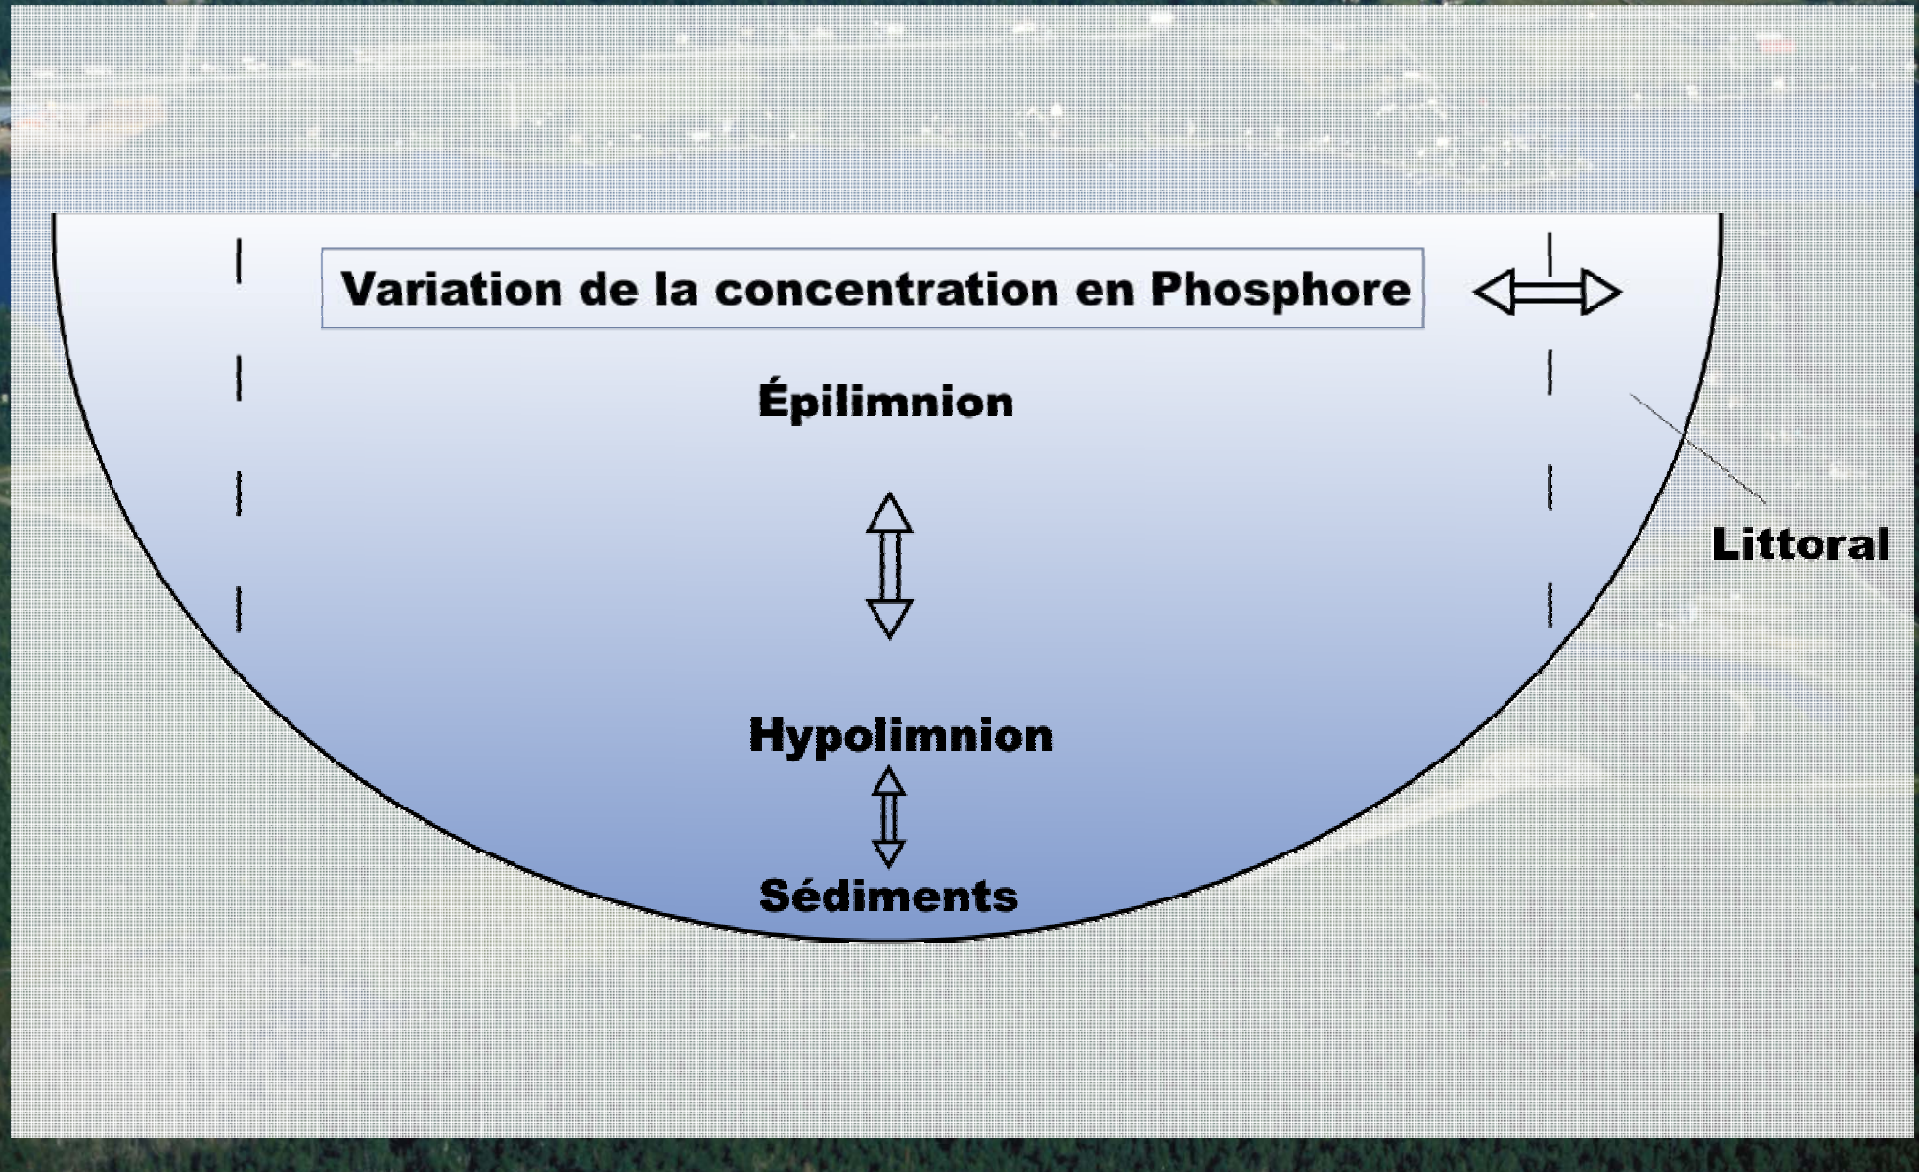 Variation de la concentration en Phosphore
Épilimnion
Littoral
Hypolimnion
Sédiments